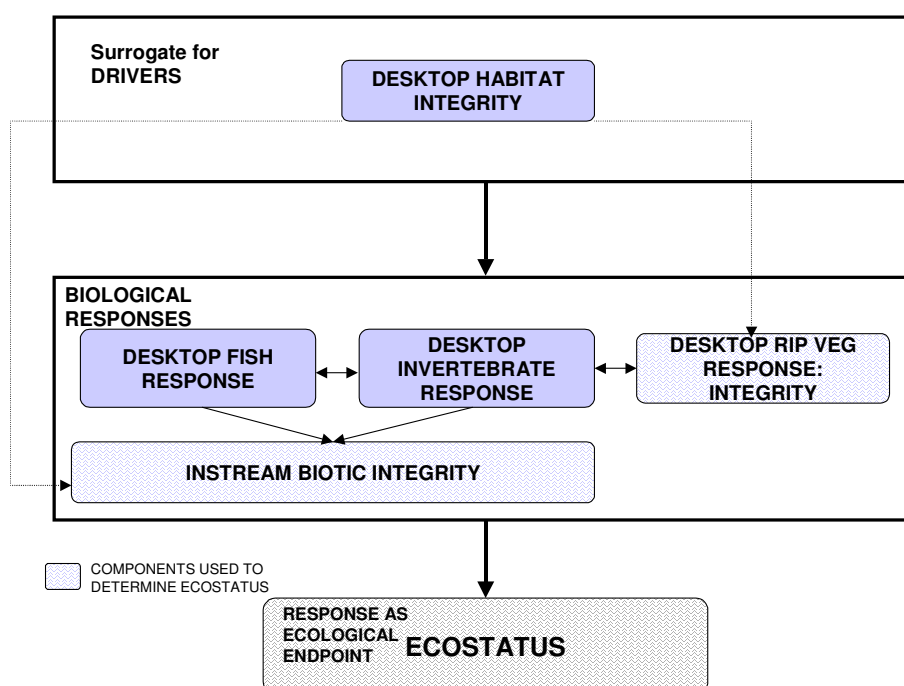 Surrogate for
DRIVERS
DESKTOP HABITAT
INTEGRITY
BIOLOGICAL
RESPONSES
DESKTOP FISH
RESPONSE
DESKTOP
INVERTEBRATE
RESPONSE
DESKTOP RIP VEG
RESPONSE:
INTEGRITY
INSTREAM BIOTIC INTEGRITY
COMPONENTS USED TO
DETERMINE ECOSTATUS
RESPONSE AS
ECOLOGICAL
ENDPOINT
ECOSTATUS